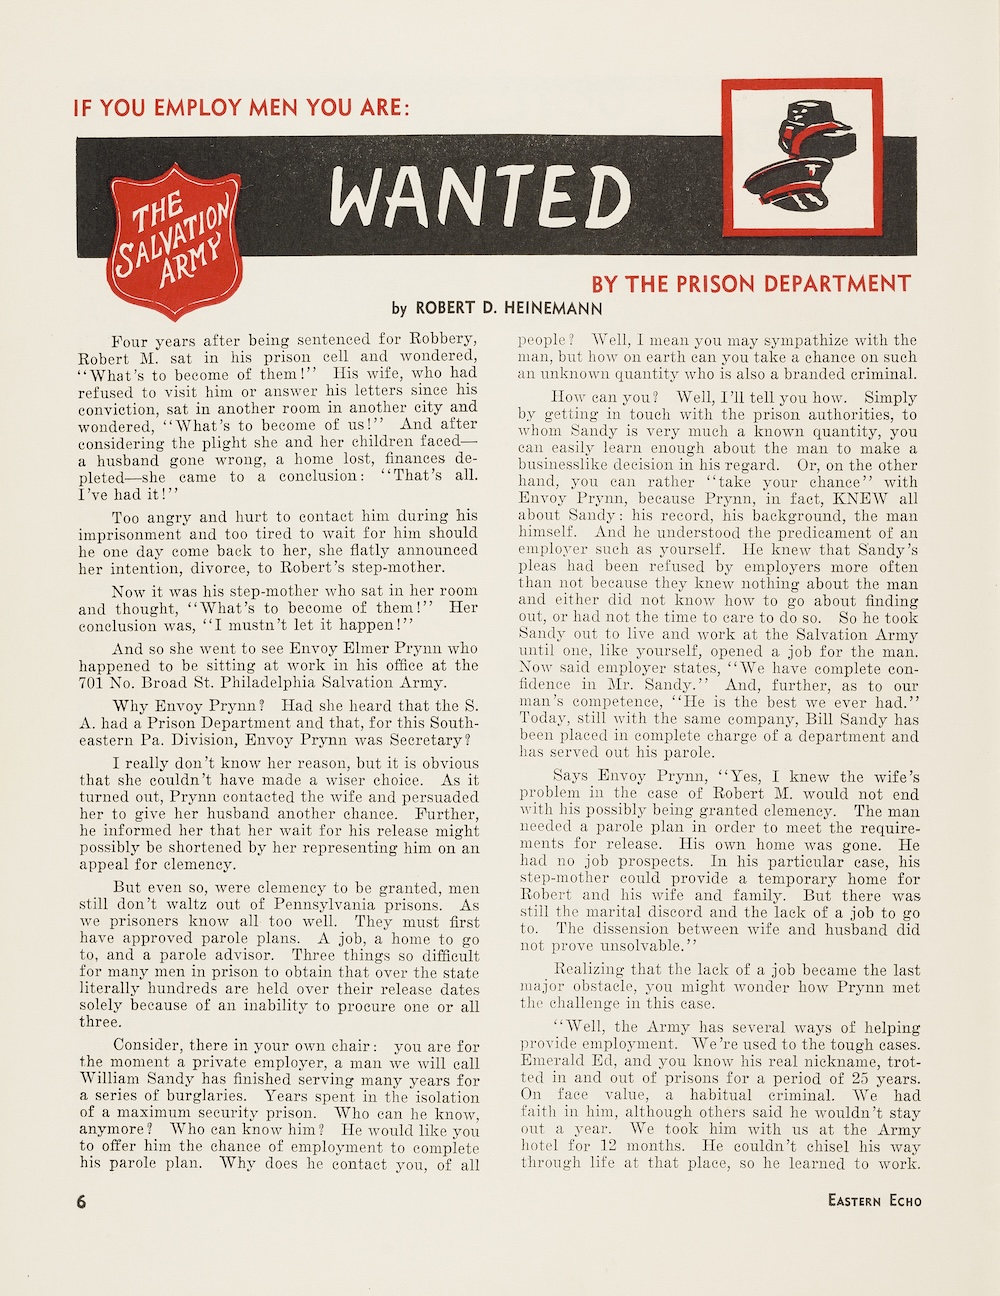 IF YOU EMPLOY MEN YOU ARE:
THE
SALVATION
ARMY
WANTED
BY THE PRISON DEPARTMENT
by ROBERT D. HEINEMANN
Four years after being sentenced for Robbery,
Robert M. sat in his prison cell and wondered,
"What's to become of them!" His wife, who had
refused to visit him or answer his letters since his
conviction, sat in another room in another city and
wondered, "What's to become of us!" And after
considering the plight she and her children faced—
a husband gone wrong, a home lost, finances de-
pleted—she came to a conclusion: "That's all.
I've had it!"
Too angry and hurt to contact him during his
imprisonment and too tired to wait for him should
he one day come back to her, she flatly announced
her intention, divorce, to Robert's step-mother.
Now it was his step-mother who sat in her room
and thought, "What's to become of them!" Her
conclusion was, "I mustn't let it happen!"
And so she went to see Envoy Elmer Prynn who
happened to be sitting at work in his office at the
701 No. Broad St. Philadelphia Salvation Army.
Why Envoy Prynn? Had she heard that the S.
A. had a Prison Department and that, for this South-
eastern Pa. Division, Envoy Prynn was Secretary?
I really don't know her reason, but it is obvious
that she couldn't have made a wiser choice. As it
turned out, Prynn contacted the wife and persuaded
her to give her husband another chance. Further,
he informed her that her wait for his release might
possibly be shortened by her representing him on an
appeal for clemency.
But even so, were clemency to be granted, men
still don't waltz out of Pennsylvania prisons. As
we prisoners know all too well. They must first
have approved parole plans. A job, a home to go
to, and a parole advisor. Three things so difficult
for many men in prison to obtain that over the state
literally hundreds are held over their release dates
solely because of an inability to procure one or all
three.
Consider, there in your own chair: you are for
the moment a private employer, a man we will call
William Sandy has finished serving many years for
a series of burglaries. Years spent in the isolation
of a maximum security prison. Who can he know,
anymore? Who can know him? He would like you
to offer him the chance of employment to complete
his parole plan. Why does he contact you, of all
people? Well, I mean you may sympathize with the
man, but how on earth can you take a chance on such
an unknown quantity who is also a branded criminal.
How can you? Well, I'll tell you how. Simply
by getting in touch with the prison authorities, to
whom Sandy is very much a known quantity, you
can easily learn enough about the man to make a
businesslike decision in his regard. Or, on the other
hand, you can rather "take your chance" with
Envoy Prynn, because Prynn, in fact, KNEW all
about Sandy: his record, his background, the man
himself. And he understood the predicament of an
employer such as yourself. He knew that Sandy's
pleas had been refused by employers more often
than not because they knew nothing about the man
and either did not know how to go about finding
out, or had not the time to care to do so. So he took
Sandy out to live and work at the Salvation Army
until one, like yourself, opened a job for the man.
Now said employer states, "We have complete con-
fidence in Mr. Sandy." And, further, as to our
man's competence, "He is the best we ever had."
Today, still with the same company, Bill Sandy has
been placed in complete charge of a department and
has served out his parole.
Says Envoy Prynn, "Yes, I knew the wife's
problem in the case of Robert M. would not end
with his possibly being granted clemency. The man
needed a parole plan in order to meet the require-
ments for release. His own home was gone. He
had no job prospects. In his particular case, his
step-mother could provide a temporary home for
Robert and his wife and family. But there was
still the marital discord and the lack of a job to go
to. The dissension between wife and husband did
not prove unsolvable."
Realizing that the lack of a job became the last
major obstacle, you might wonder how Prynn met
the challenge in this case.
"Well, the Army has several ways of helping
provide employment. We're used to the tough cases.
Emerald Ed, and you know his real nickname, trot-
ted in and out of prisons for a period of 25 years.
On face value, a habitual criminal. We had
faith in him, although others said he wouldn't stay
out a year. We took him with us at the Army
hotel for 12 months. He couldn't chisel his way
through life at that place, so he learned to work.
6
EASTERN ECHO